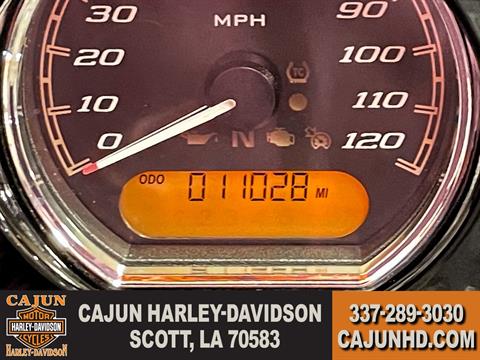 30
MPH
90
20
100
TC
10
110
N
0
120
ODO 011028 MI
CAJUN
MOTOR
HARLEY-DAVIDSON
CYCLES
HARLEY-DAVIDSON
CAJUN HARLEY-DAVIDSON
SCOTT, LA 70583
337-289-3030
CAJUNHD.COM